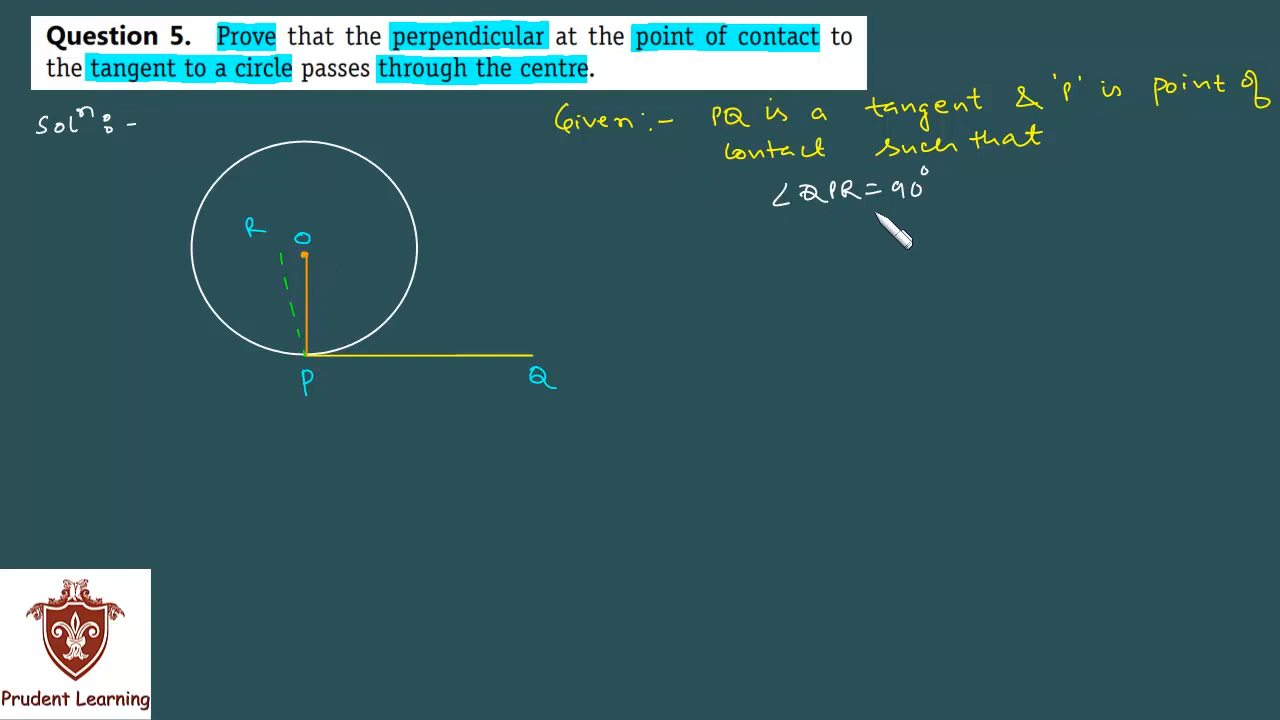 Question 5. Prove that the perpendicular at the point of contact to
the tangent to a circle passes through the centre.
Solⁿ:-
Given:- PQ is a tangent & 'P' is point of
contact such that
∠QPR = 90°
R
O
P
Q
Prudent Learning